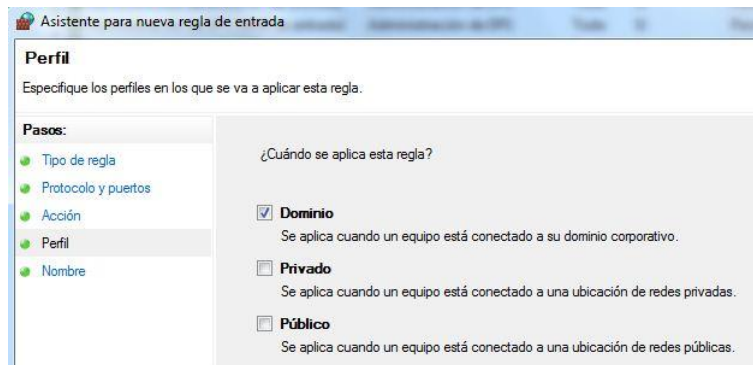 Asistente para nueva regla de entrada
Perfil
Especifique los perfiles en los que se va a aplicar esta regla.
Pasos:
Tipo de regla
Protocolo y puertos
Acción
Perfil
Nombre
¿Cuándo se aplica esta regla?
Dominio
Se aplica cuando un equipo está conectado a su dominio corporativo.
Privado
Se aplica cuando un equipo está conectado a una ubicación de redes privadas.
Público
Se aplica cuando un equipo está conectado a una ubicación de redes públicas.